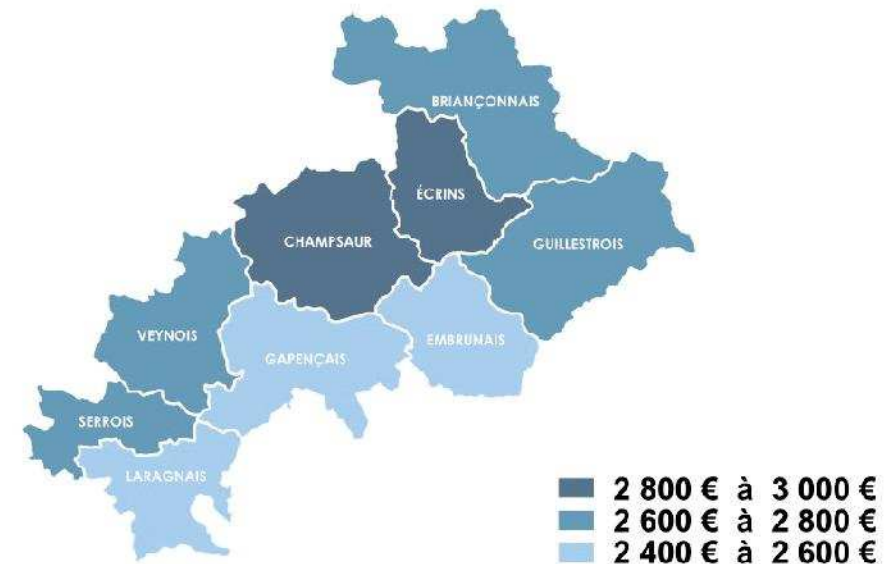 BRIANÇONNAIS
ÉCRINS
CHAMPSAUR
GUILLESTROIS
VEYNOIS
EMBRUNAIS
GAPENÇAIS
SERROIS
LARAGNAIS
2 800 € à 3 000 €
2 600 € à 2 800 €
2 400 € à 2 600 €